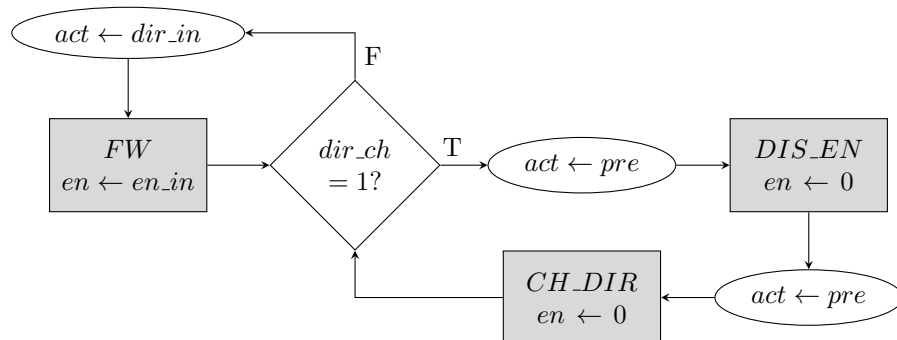 act ← dir_in
F
FW
en ← en_in
dir_ch
= 1?
T
act ← pre
DIS_EN
en ← 0
CH_DIR
en ← 0
act ← pre